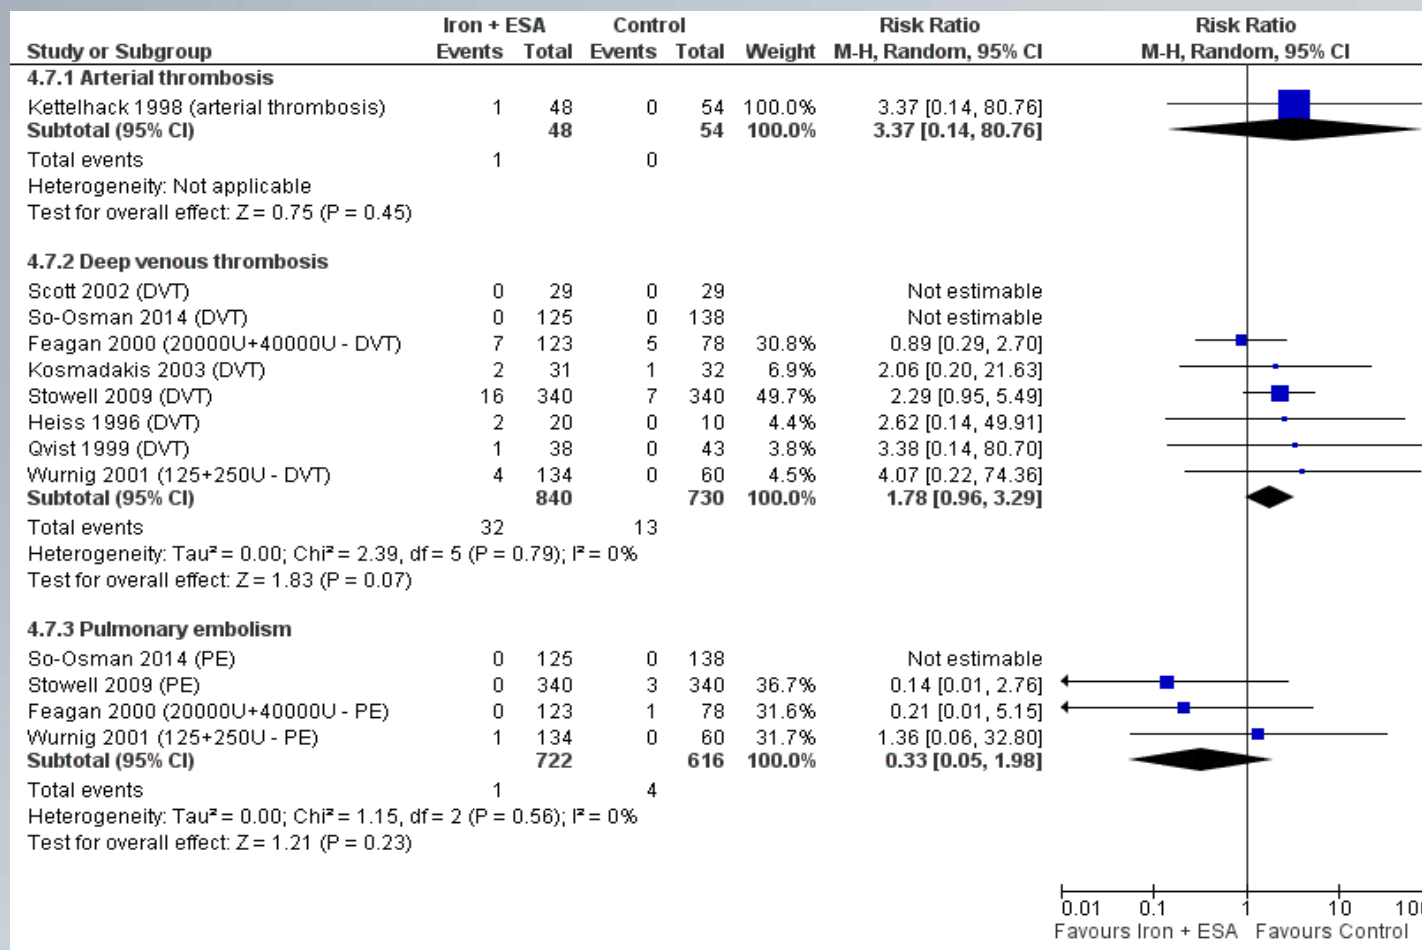 Iron + ESA Control Risk Ratio Risk Ratio
Study or Subgroup Events Total Events Total Weight M-H, Random, 95% CI M-H, Random, 95% CI
4.7.1 Arterial thrombosis
Kettelhack 1998 (arterial thrombosis) 1 48 0 54 100.0% 3.37 [0.14, 80.76]
Subtotal (95% CI) 48 54 100.0% 3.37 [0.14, 80.76]
Total events 1 0
Heterogeneity: Not applicable
Test for overall effect: Z = 0.75 (P = 0.45)
4.7.2 Deep venous thrombosis
Scott 2002 (DVT) 0 29 0 29 Not estimable
So-Osman 2014 (DVT) 0 125 0 138 Not estimable
Feagan 2000 (20000U+40000U - DVT) 7 123 5 78 30.8% 0.89 [0.29, 2.70]
Kosmadakis 2003 (DVT) 2 31 1 32 6.9% 2.06 [0.20, 21.63]
Stowell 2009 (DVT) 16 340 7 340 49.7% 2.29 [0.95, 5.49]
Heiss 1996 (DVT) 2 20 0 10 4.4% 2.62 [0.14, 49.91]
Qvist 1999 (DVT) 1 38 0 43 3.8% 3.38 [0.14, 80.70]
Wurnig 2001 (125+250U - DVT) 4 134 0 60 4.5% 4.07 [0.22, 74.36]
Subtotal (95% CI) 840 730 100.0% 1.78 [0.96, 3.29]
Total events 32 13
Heterogeneity: Tau² = 0.00; Chi² = 2.39, df = 5 (P = 0.79); I² = 0%
Test for overall effect: Z = 1.83 (P = 0.07)
4.7.3 Pulmonary embolism
So-Osman 2014 (PE) 0 125 0 138 Not estimable
Stowell 2009 (PE) 0 340 3 340 36.7% 0.14 [0.01, 2.76]
Feagan 2000 (20000U+40000U - PE) 0 123 1 78 31.6% 0.21 [0.01, 5.15]
Wurnig 2001 (125+250U - PE) 1 134 0 60 31.7% 1.36 [0.06, 32.80]
Subtotal (95% CI) 722 616 100.0% 0.33 [0.05, 1.98]
Total events 1 4
Heterogeneity: Tau² = 0.00; Chi² = 1.15, df = 2 (P = 0.56); I² = 0%
Test for overall effect: Z = 1.21 (P = 0.23)
0.01 0.1 1 10
Favours Iron + ESA Favours Control